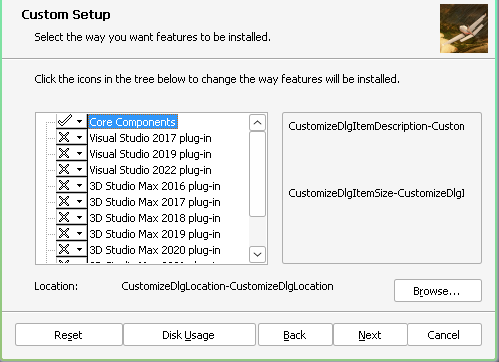 Custom Setup
Select the way you want features to be installed.
Click the icons in the tree below to change the way features will be installed.
Core Components
Visual Studio 2017 plug-in
Visual Studio 2019 plug-in
Visual Studio 2022 plug-in
3D Studio Max 2016 plug-in
3D Studio Max 2017 plug-in
3D Studio Max 2018 plug-in
3D Studio Max 2019 plug-in
3D Studio Max 2020 plug-in
CustomizeDlgItemDescription-Custon
CustomizeDlgItemSize-CustomizeDlgI
Location: CustomizeDlgLocation-CustomizeDlgLocation
Browse...
Reset Disk Usage Back Next Cancel